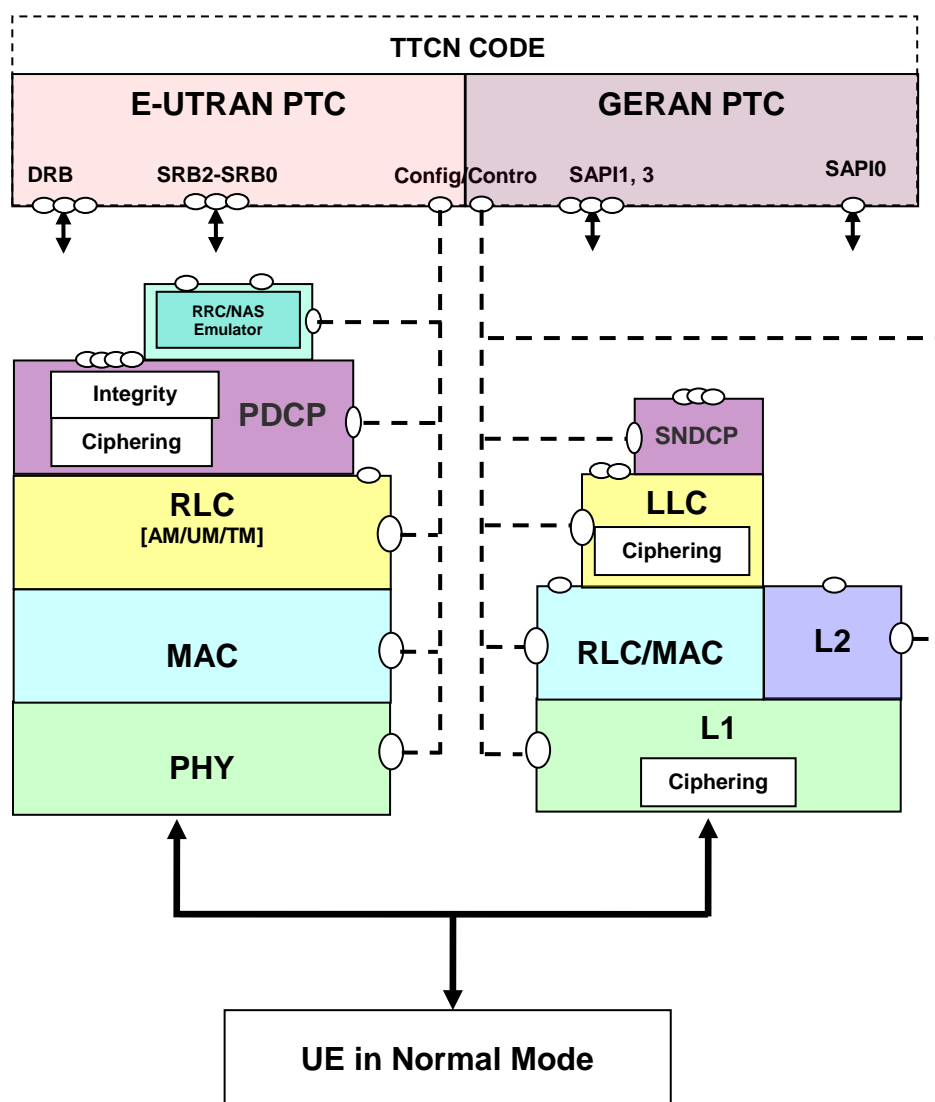 TTCN CODE
E-UTRAN PTC
GERAN PTC
DRB
SRB2-SRB0
Config/Contro
SAPI1, 3
SAPI0
RRC/NAS
Emulator
Integrity
Ciphering
PDCP
SNDCP
RLC
[AM/UM/TM]
LLC
Ciphering
MAC
RLC/MAC
L2
PHY
L1
Ciphering
UE in Normal Mode